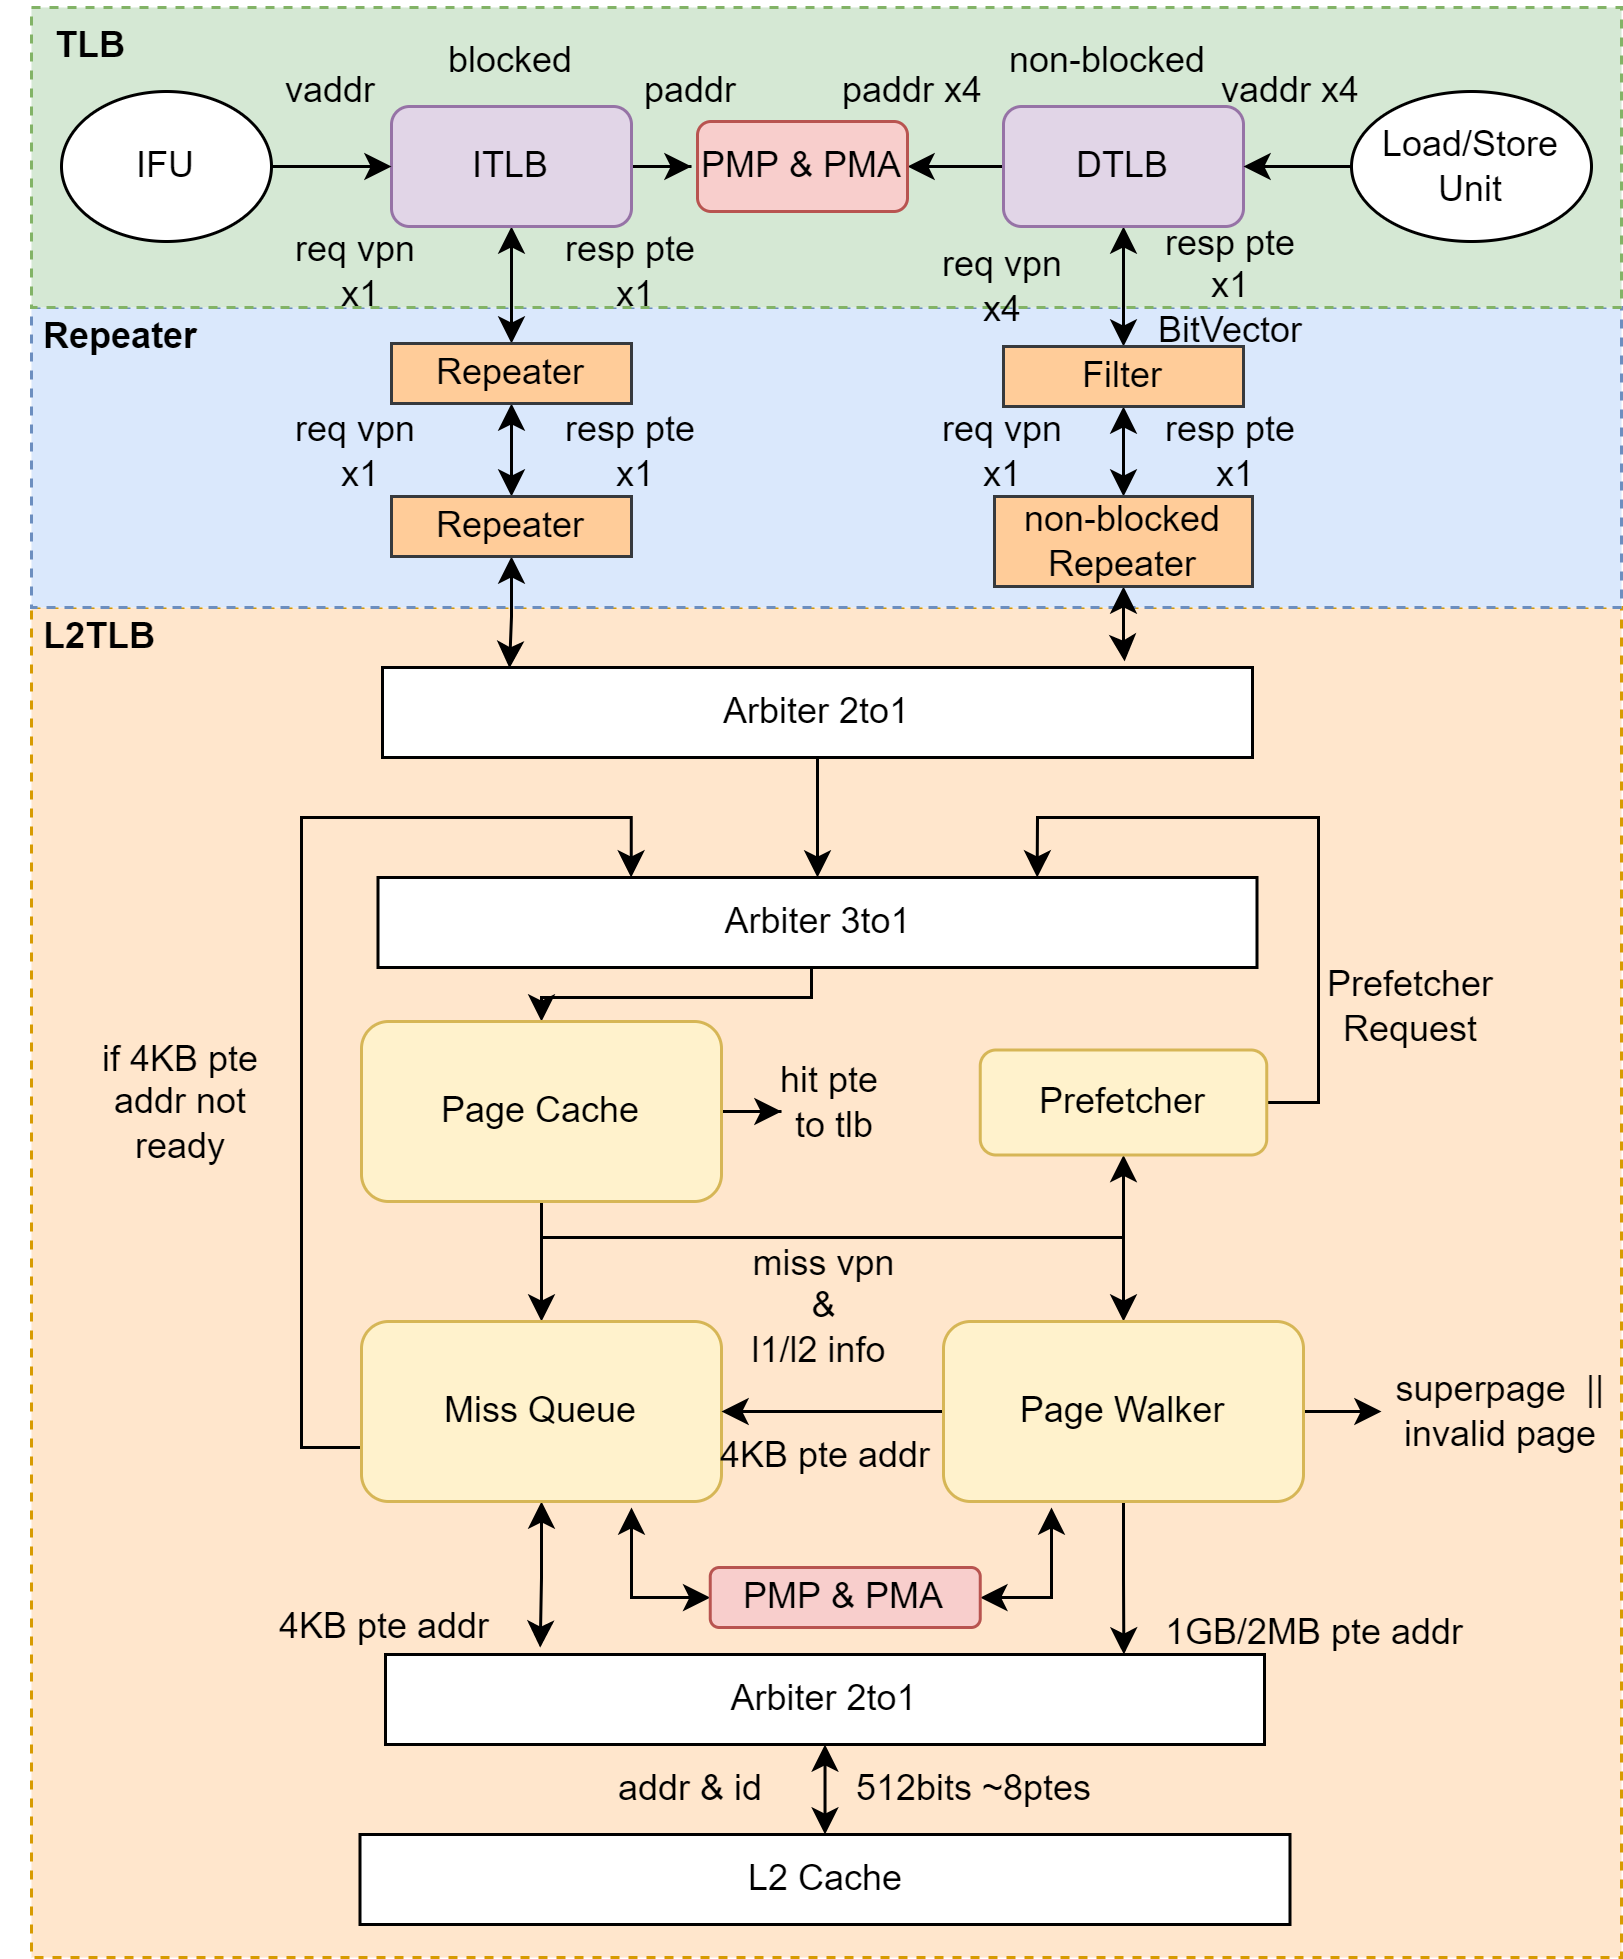 TLB
blocked
non-blocked
vaddr
paddr
paddr x4
vaddr x4
IFU
ITLB
PMP & PMA
DTLB
Load/Store
Unit
req vpn
x1
resp pte
x1
req vpn
x4
resp pte
x1
BitVector
Repeater
Repeater
Filter
req vpn
x1
resp pte
x1
req vpn
x1
resp pte
x1
Repeater
non-blocked
Repeater
L2TLB
Arbiter 2to1
Arbiter 3to1
Prefetcher
Request
if 4KB pte
addr not
ready
Page Cache
hit pte
to tlb
Prefetcher
miss vpn
&
l1/l2 info
Miss Queue
Page Walker
superpage ||
invalid page
4KB pte addr
PMP & PMA
4KB pte addr
1GB/2MB pte addr
Arbiter 2to1
addr & id
512bits ~8ptes
L2 Cache